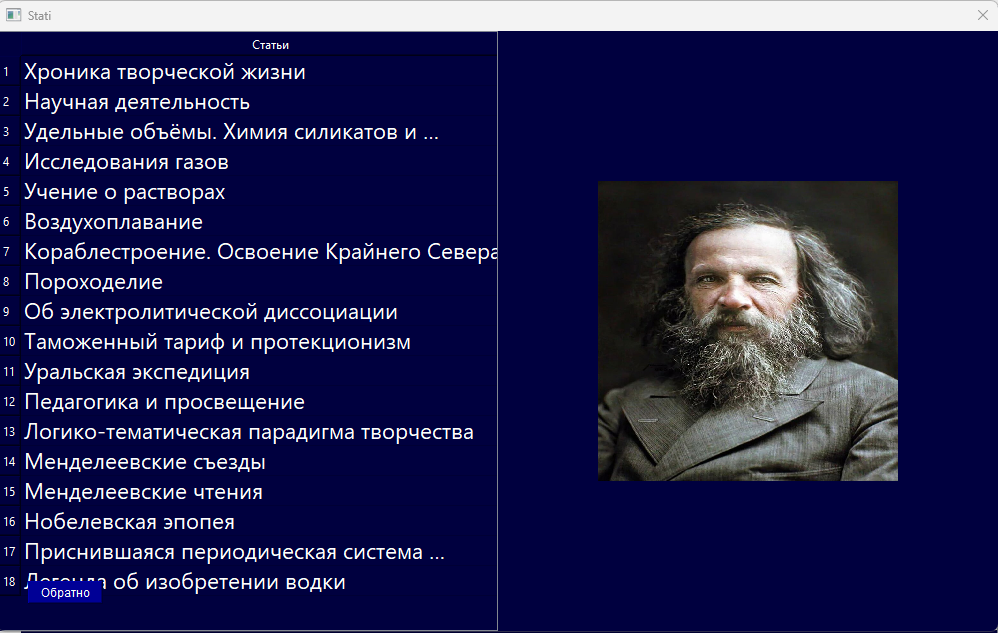 Stati
Статьи
1 Хроника творческой жизни
2 Научная деятельность
3 Удельные объёмы. Химия силикатов и ...
4 Исследования газов
5 Учение о растворах
6 Воздухоплавание
7 Кораблестроение. Освоение Крайнего Севера
8 Пороходелие
9 Об электролитической диссоциации
10 Таможенный тариф и протекционизм
11 Уральская экспедиция
12 Педагогика и просвещение
13 Логико-тематическая парадигма творчества
14 Менделеевские съезды
15 Менделеевские чтения
16 Нобелевская эпопея
17 Приснившаяся периодическая система ...
18 Легенда об изобретении водки
Обратно